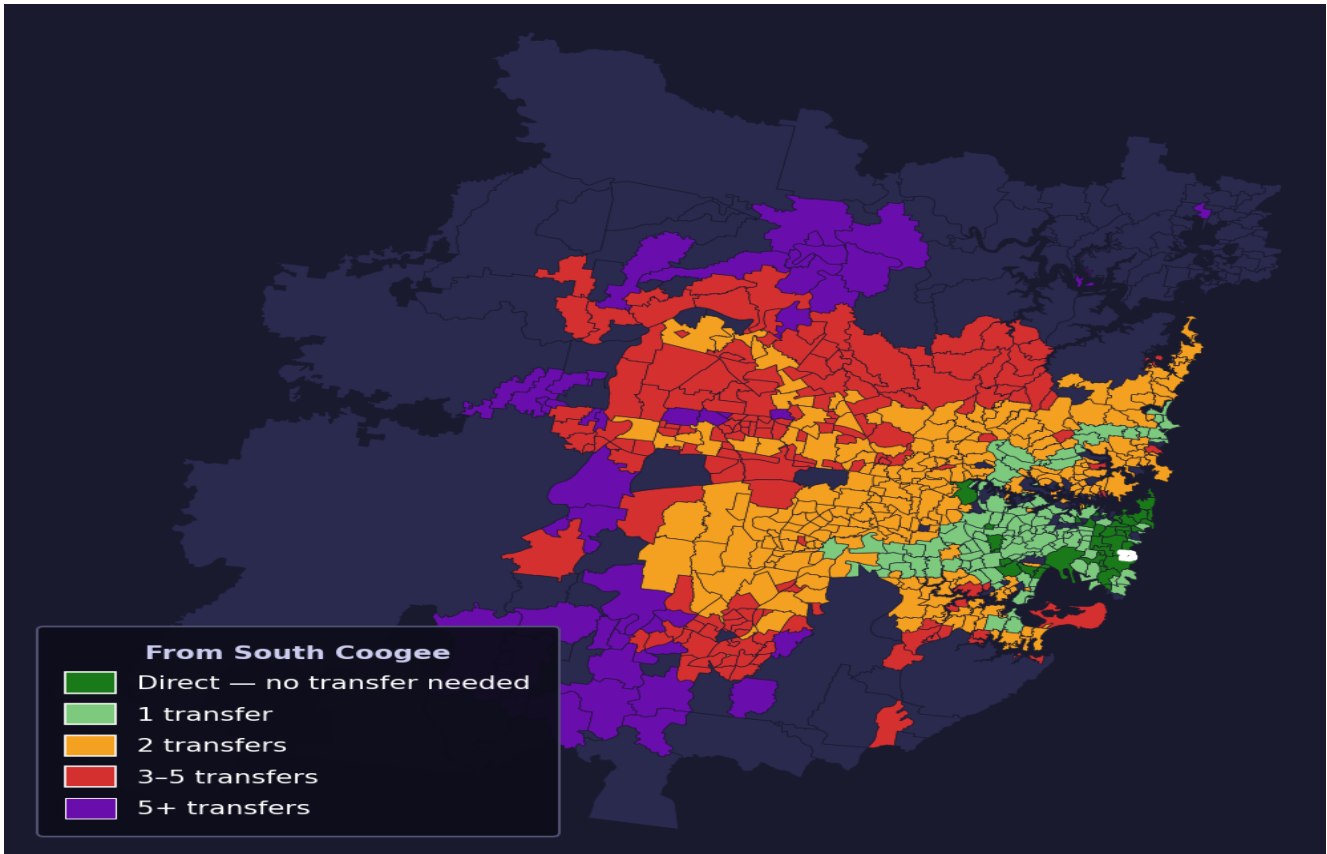 From South Coogee
Direct — no transfer needed
1 transfer
2 transfers
3–5 transfers
5+ transfers